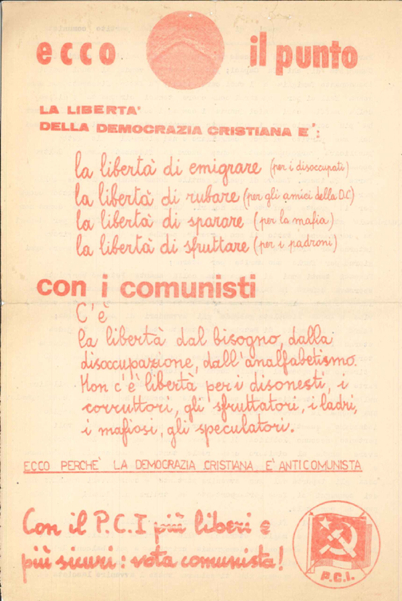 ecco il punto
LA LIBERTA'
DELLA DEMOCRAZIA CRISTIANA E':
la libertà di emigrare (per i disoccupati)
la libertà di rubare (per gli amici della D.C)
la libertà di sparare (per la mafia)
la libertà di sfruttare (per i padroni)
con i comunisti
C'è
la libertà dal bisogno, dalla
disoccupazione, dall'analfabetismo.
Non c'è libertà per i disonesti, i
corruttori, gli sfruttatori, i ladri,
i mafiosi, gli speculatori.
ECCO PERCHE' LA DEMOCRAZIA CRISTIANA E' ANTICOMUNISTA
Con il P.C.I più liberi e
più sicuri: vota comunista!
P.C.I.